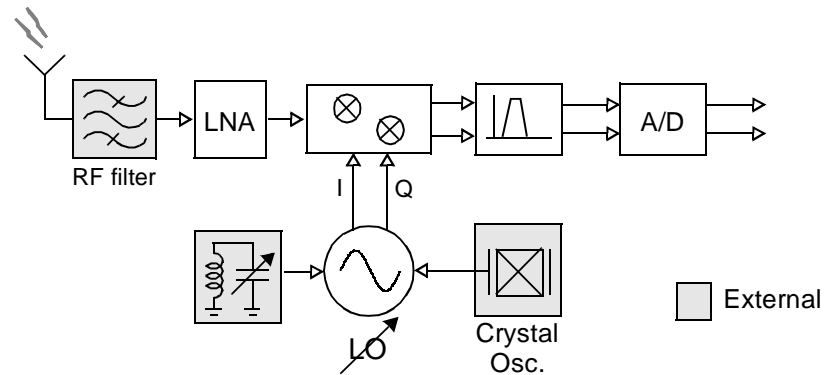 LNA
A/D
RF filter
I
Q
LO
Crystal
Osc.
External